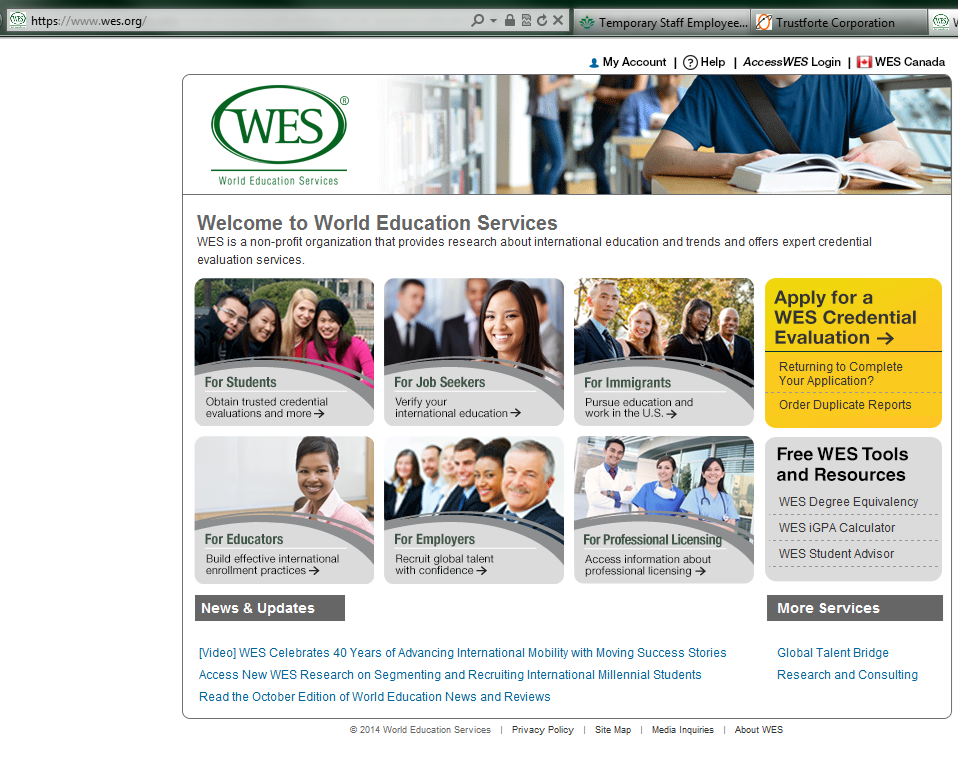 https://www.wes.org/
Temporary Staff Employee...
Trustforte Corporation
My Account | ? Help | AccessWES Login | WES Canada
WES®
World Education Services
Welcome to World Education Services
WES is a non-profit organization that provides research about international education and trends and offers expert credential
evaluation services.
For Students
Obtain trusted credential
evaluations and more →
For Job Seekers
Verify your
international education →
For Immigrants
Pursue education and
work in the U.S. →
Apply for a
WES Credential
Evaluation →
Returning to Complete
Your Application?
Order Duplicate Reports
For Educators
Build effective international
enrollment practices →
For Employers
Recruit global talent
with confidence →
For Professional Licensing
Access information about
professional licensing →
Free WES Tools
and Resources
WES Degree Equivalency
WES iGPA Calculator
WES Student Advisor
News & Updates
[Video] WES Celebrates 40 Years of Advancing International Mobility with Moving Success Stories
Access New WES Research on Segmenting and Recruiting International Millennial Students
Read the October Edition of World Education News and Reviews
More Services
Global Talent Bridge
Research and Consulting
© 2014 World Education Services | Privacy Policy | Site Map | Media Inquiries | About WES